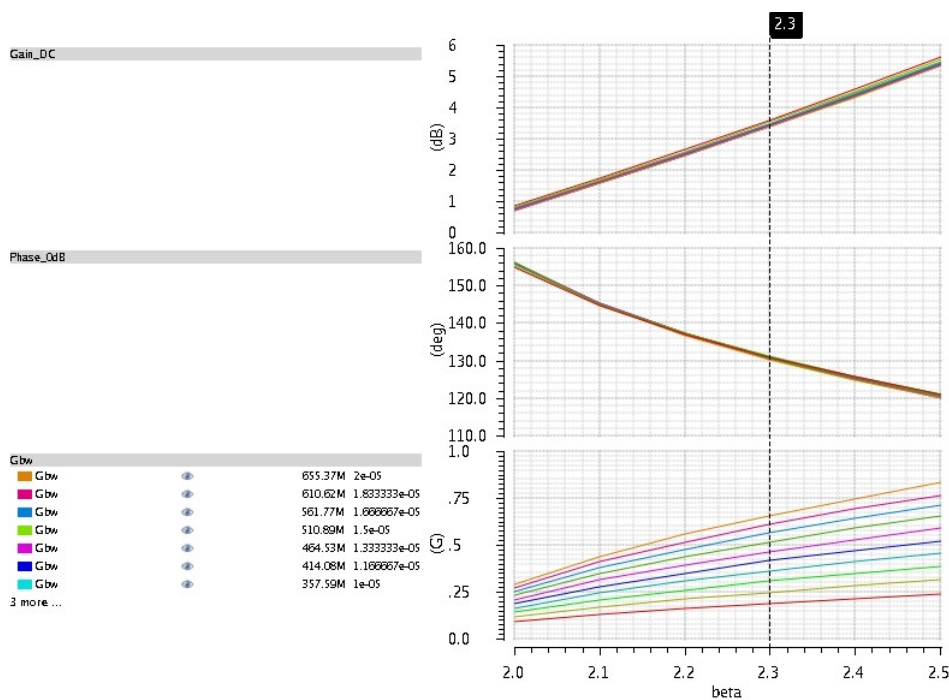 2.3
Gain_DC
6
5
4
3
2
1
0
(dB)
Phase_0dB
160.0
150.0
140.0
130.0
120.0
110.0
(deg)
Gbw
Gbw 655.37M 2e-05
Gbw 610.62M 1.833333e-05
Gbw 561.77M 1.666667e-05
Gbw 510.89M 1.5e-05
Gbw 464.53M 1.333333e-05
Gbw 414.08M 1.166667e-05
Gbw 357.59M 1e-05
3 more ...
1.0
.75
.5
.25
0.0
(G)
2.0 2.1 2.2 2.3 2.4 2.5
beta